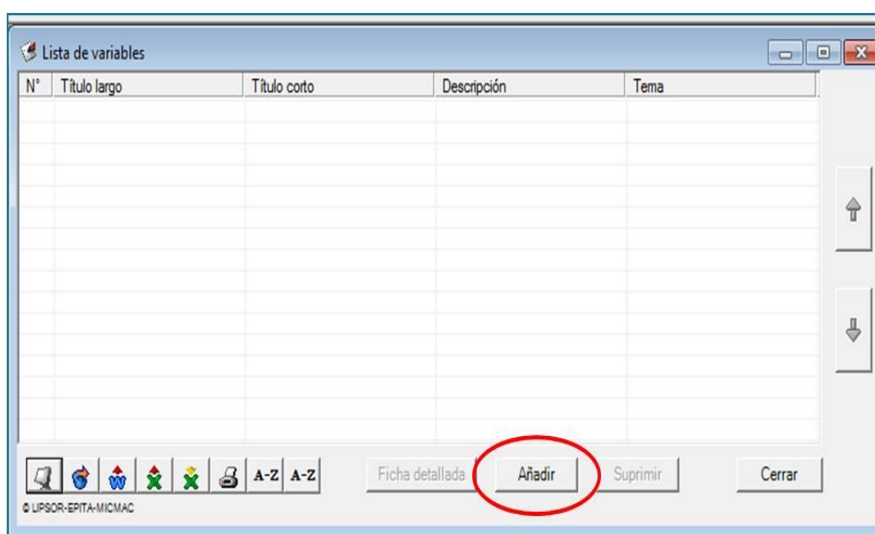 Lista de variables
N° Título largo Título corto Descripción Tema
A-Z A-Z Ficha detallada Añadir Suprimir Cerrar
© LIPSOR-EPITA-MICMAC